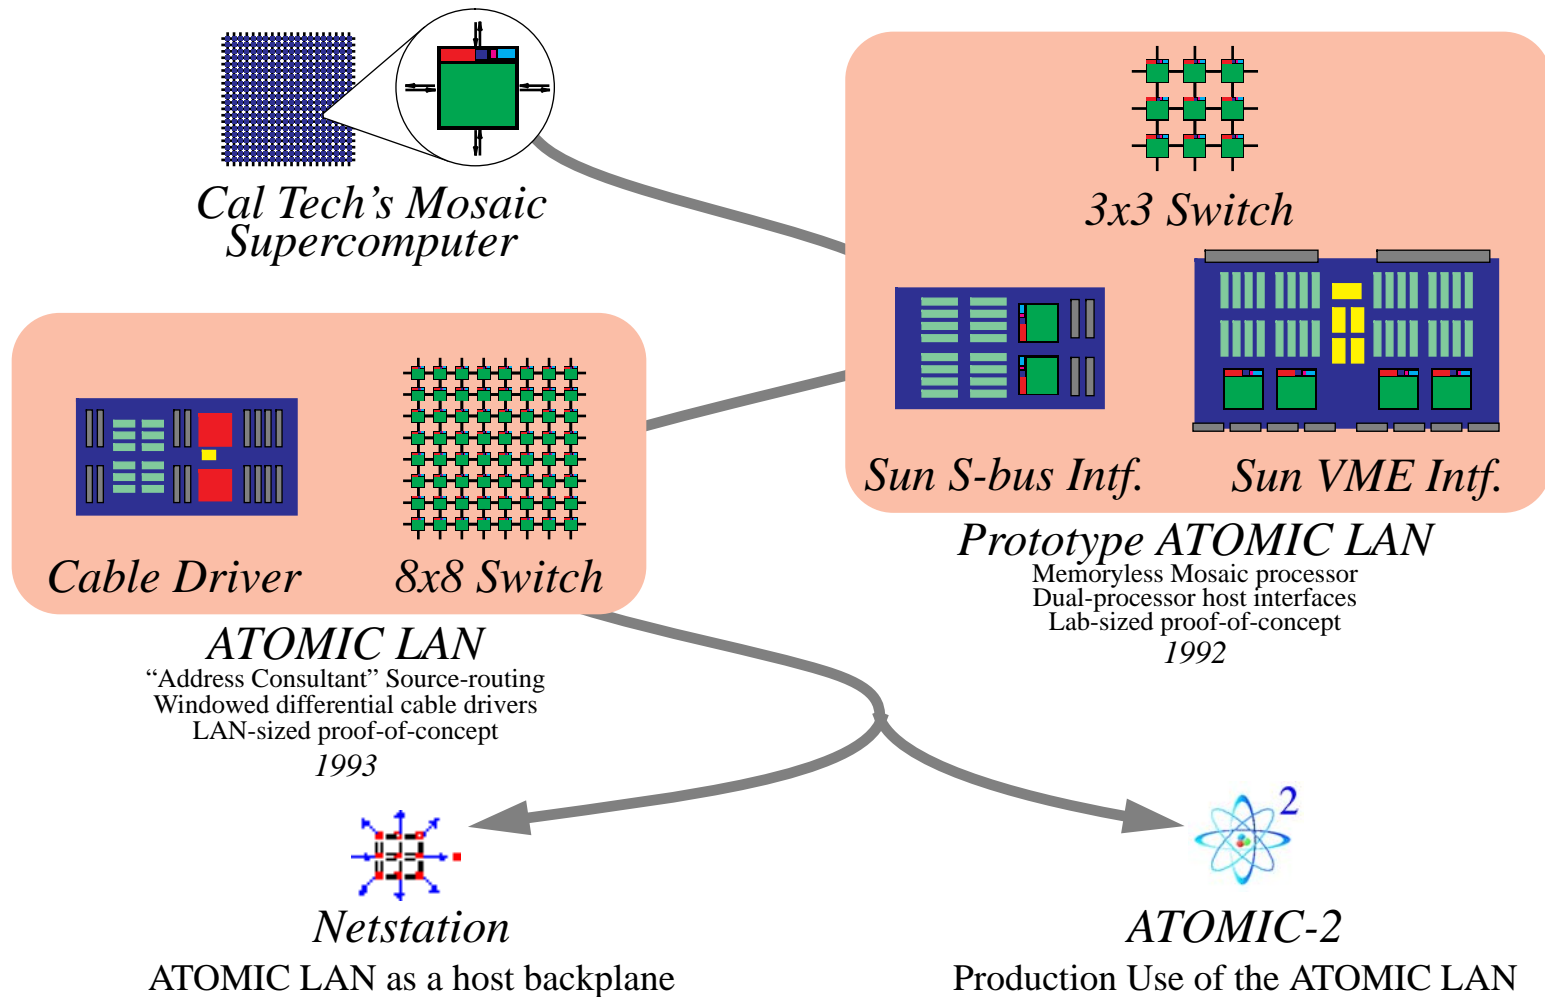 Cal Tech’s Mosaic
Supercomputer
3x3 Switch
Sun S-bus Intf.
Sun VME Intf.
Prototype ATOMIC LAN
Memoryless Mosaic processor
Dual-processor host interfaces
Lab-sized proof-of-concept
1992
Cable Driver
8x8 Switch
ATOMIC LAN
“Address Consultant” Source-routing
Windowed differential cable drivers
LAN-sized proof-of-concept
1993
Netstation
ATOMIC LAN as a host backplane
2
ATOMIC-2
Production Use of the ATOMIC LAN